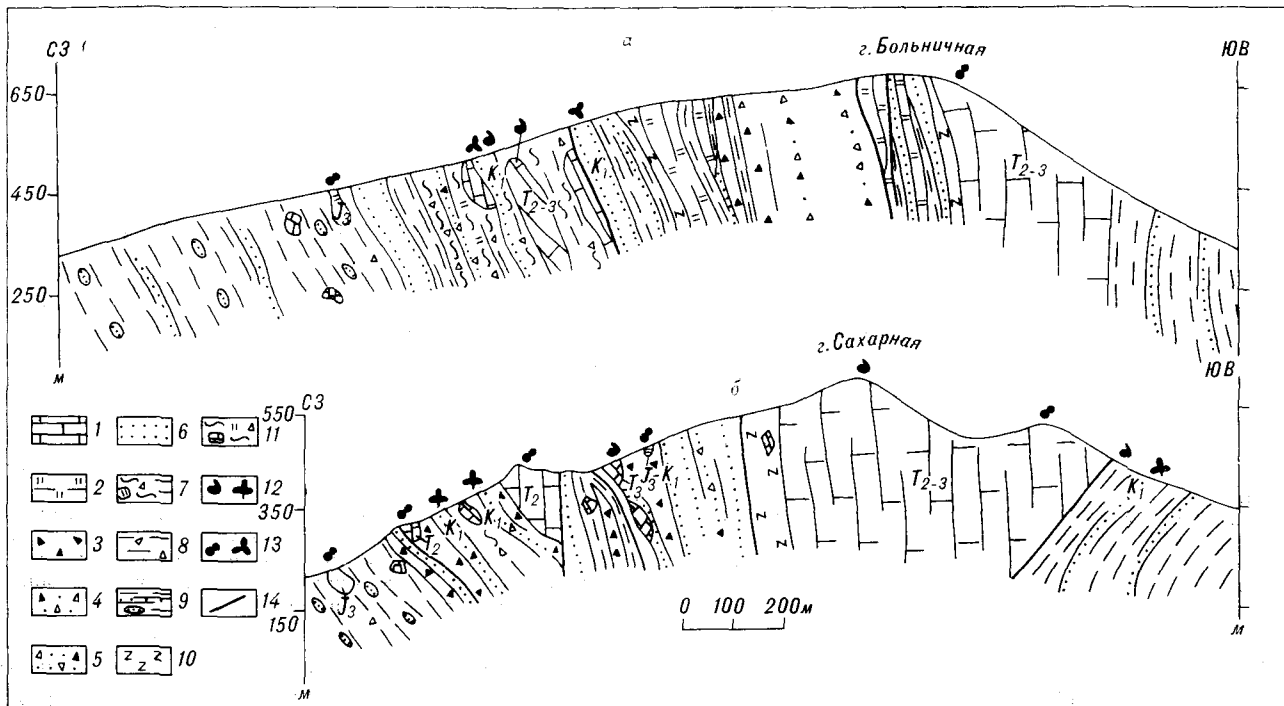 СЗ
а
г. Больничная
ЮВ
650
450
250
м
J3
K1
T2-3
K1
T2-3
м
б
г. Сахарная
ЮВ
СЗ
550
350
150
м
J3
T2
K1
K1
T2
T3
J3-K1
T2-3
K1
м
0 100 200м
1 6 11
2 7 12
3 8 13
4 9 14
5 10